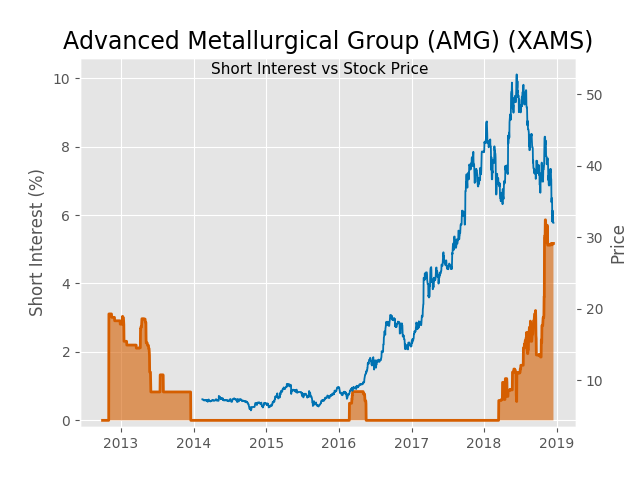 Advanced Metallurgical Group (AMG) (XAMS)
Short Interest vs Stock Price
Short Interest (%)
10
8
6
4
2
0
50
40
30
20
10
Price
2013 2014 2015 2016 2017 2018 2019